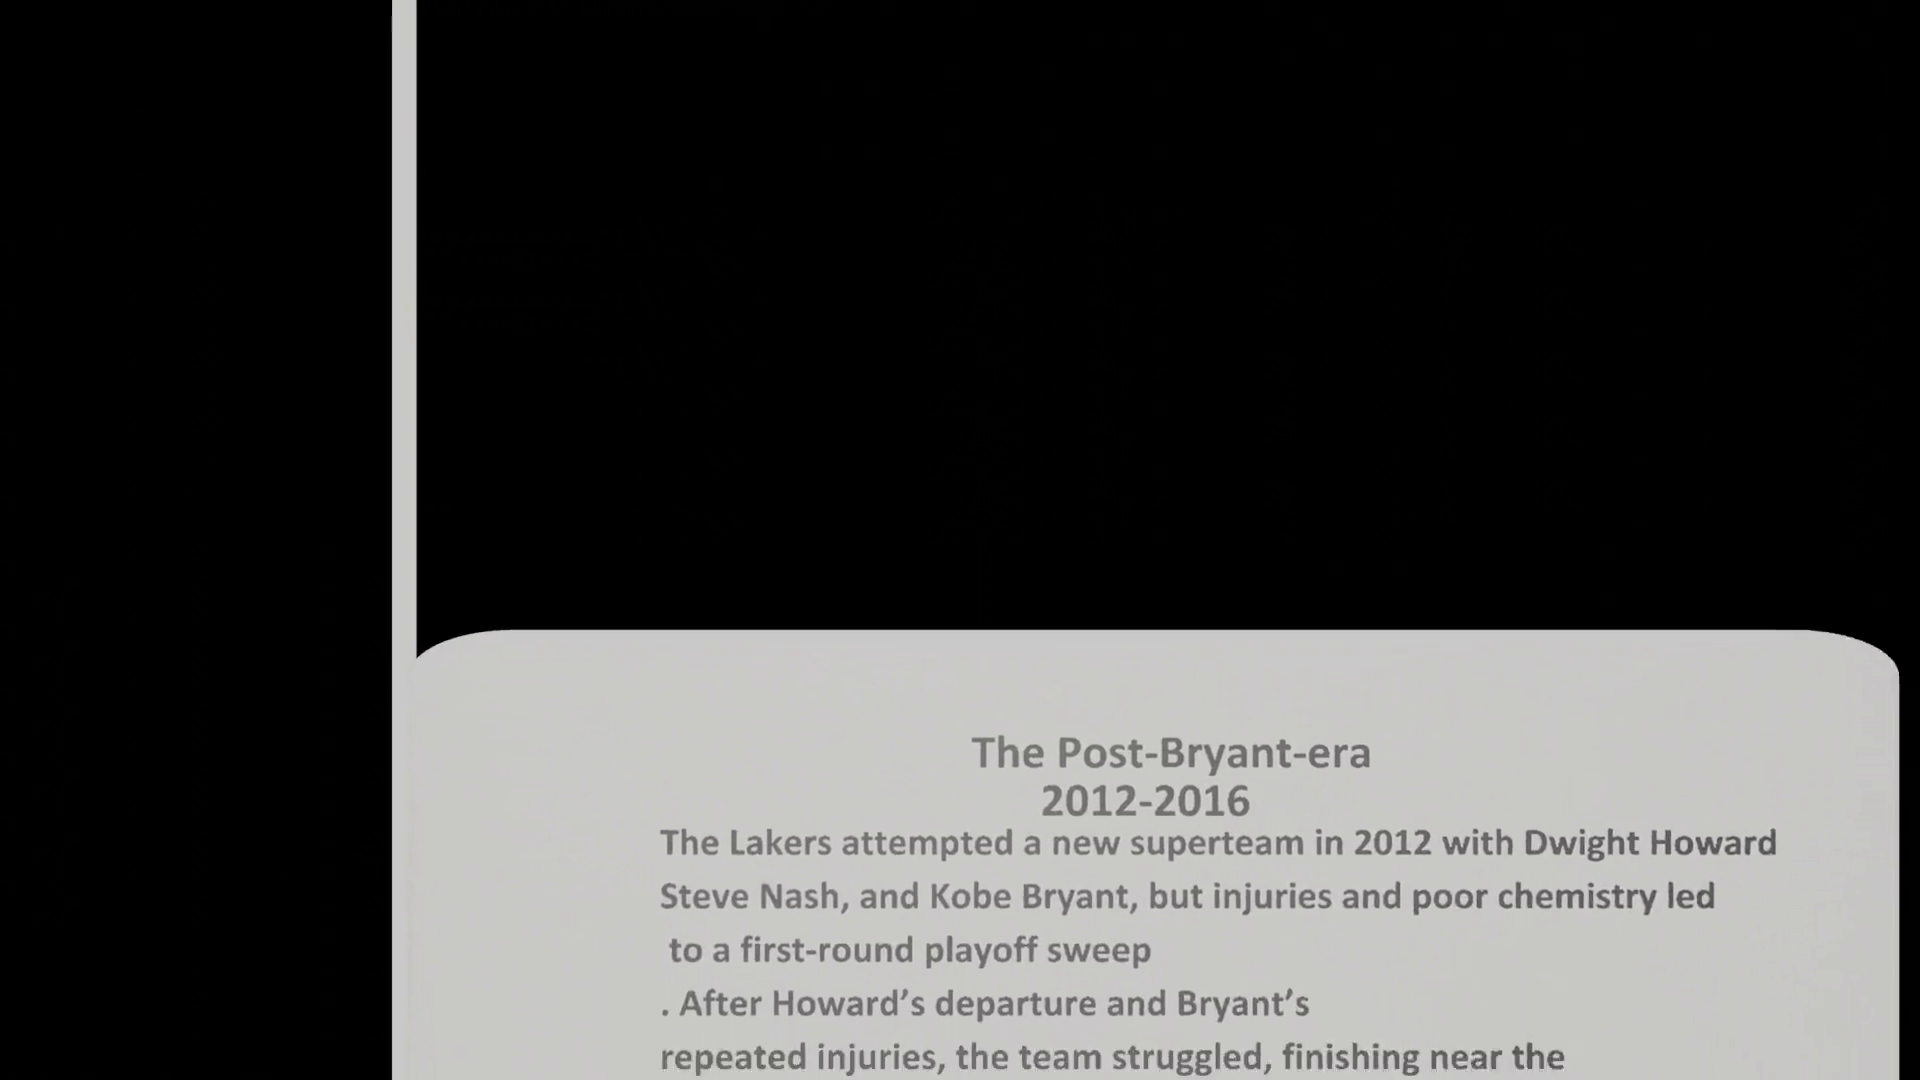 The Post-Bryant-era
2012-2016
The Lakers attempted a new superteam in 2012 with Dwight Howard
Steve Nash, and Kobe Bryant, but injuries and poor chemistry led
to a first-round playoff sweep
. After Howard’s departure and Bryant’s
repeated injuries, the team struggled, finishing near the